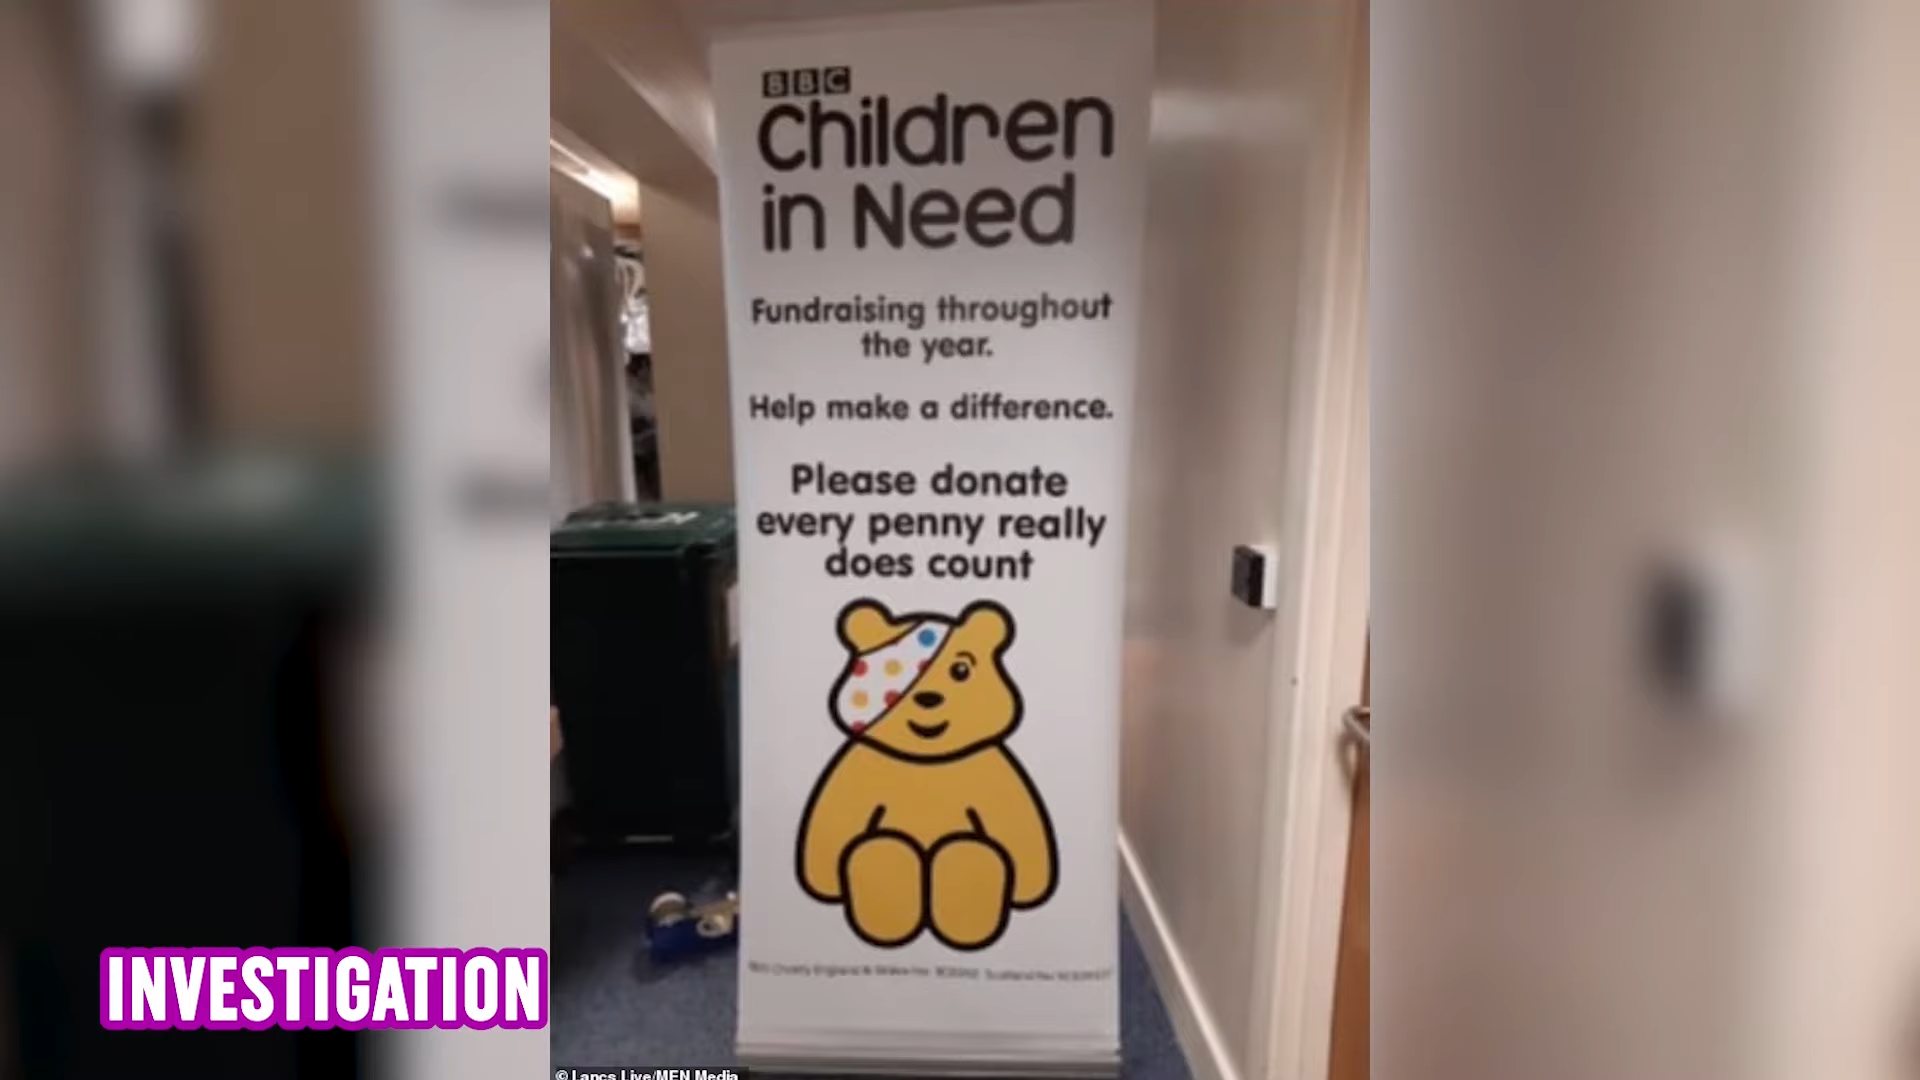 BBC
Children
in Need
Fundraising throughout
the year.
Help make a difference.
Please donate
every penny really
does count
INVESTIGATION
© Lancs Live/MEN Media